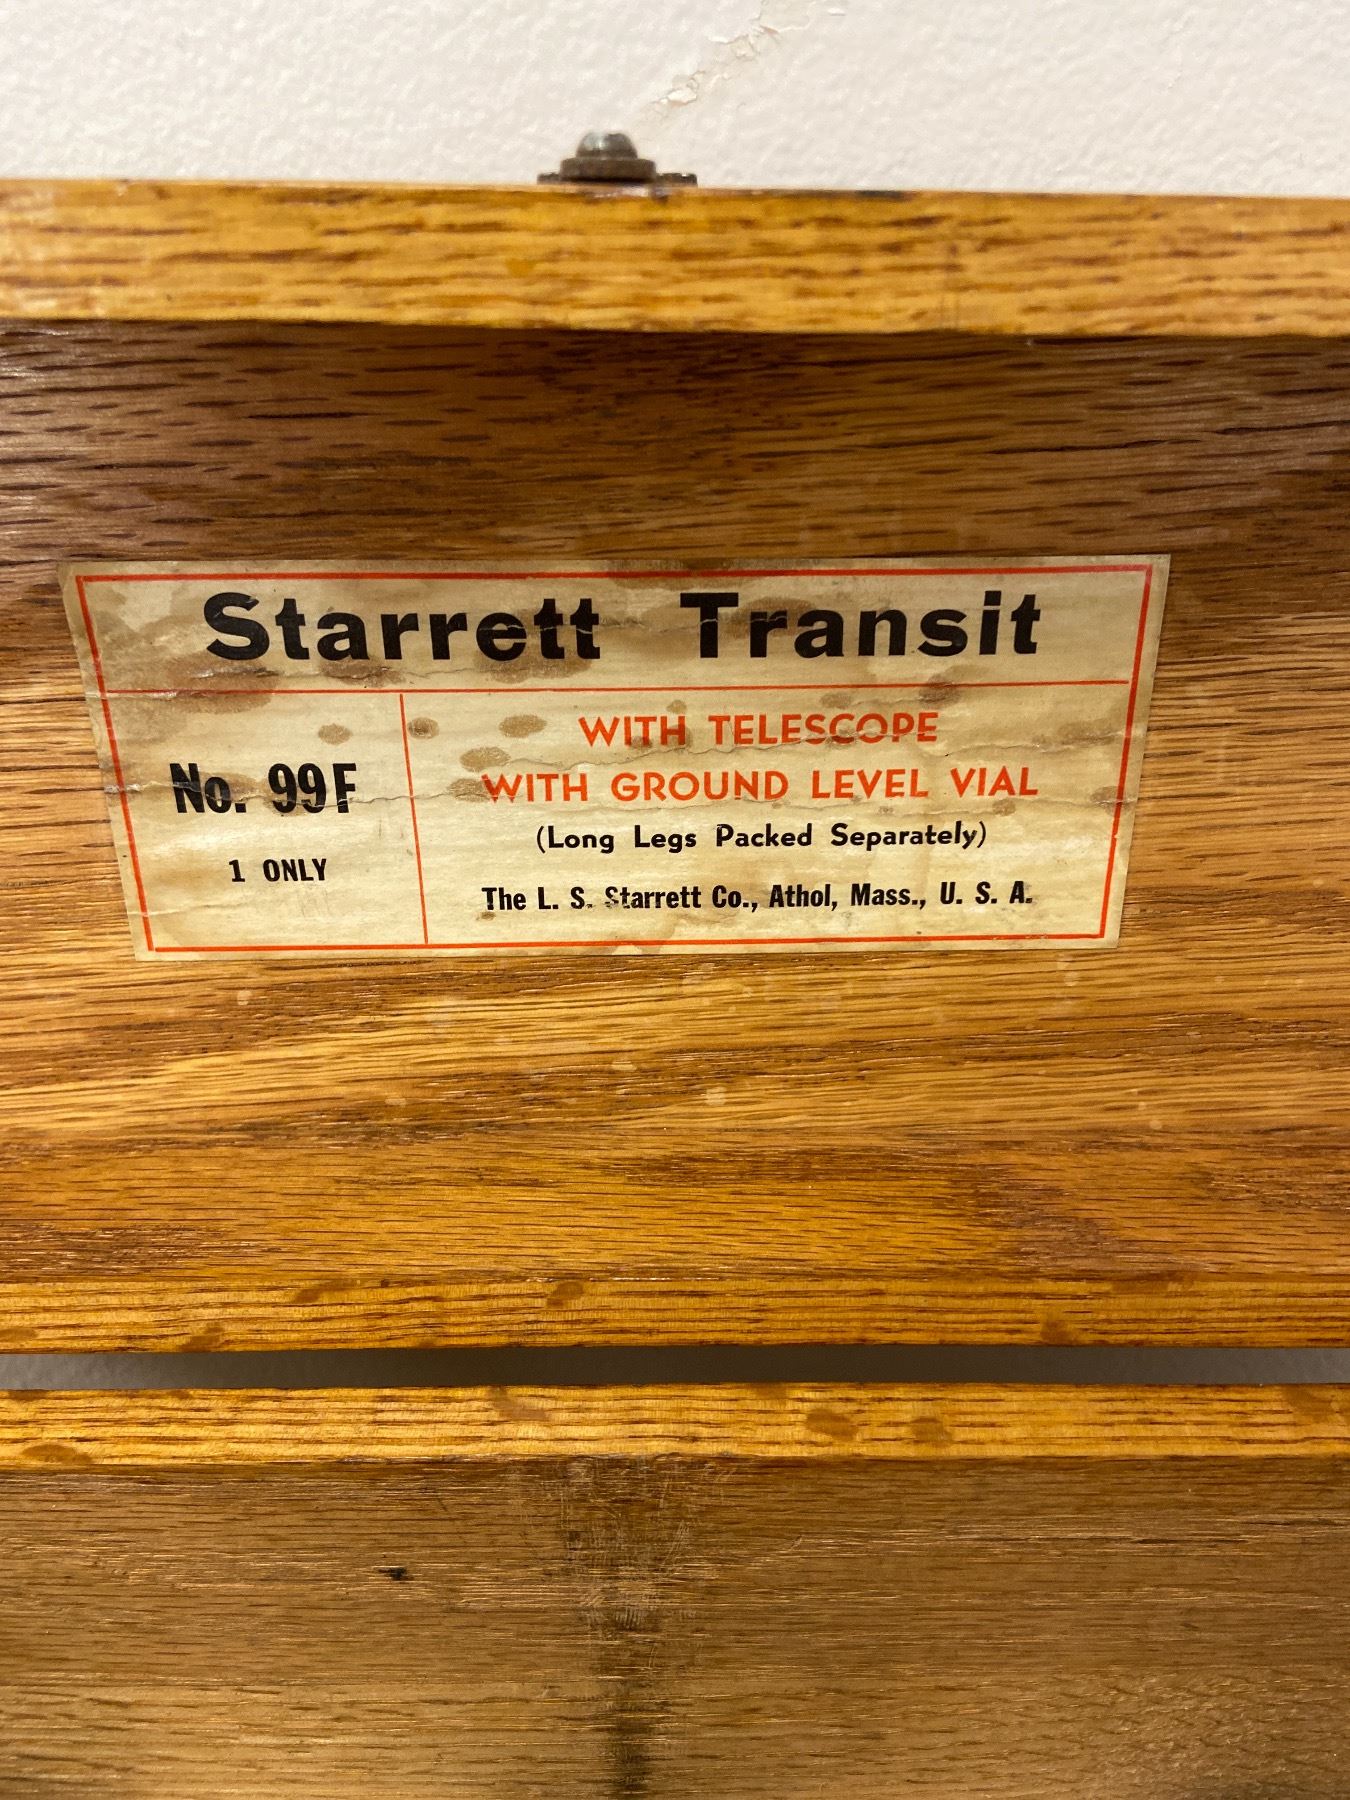 Starrett Transit
No. 99F
1 ONLY
WITH TELESCOPE
WITH GROUND LEVEL VIAL
(Long Legs Packed Separately)
The L. S. Starrett Co., Athol, Mass., U. S. A.